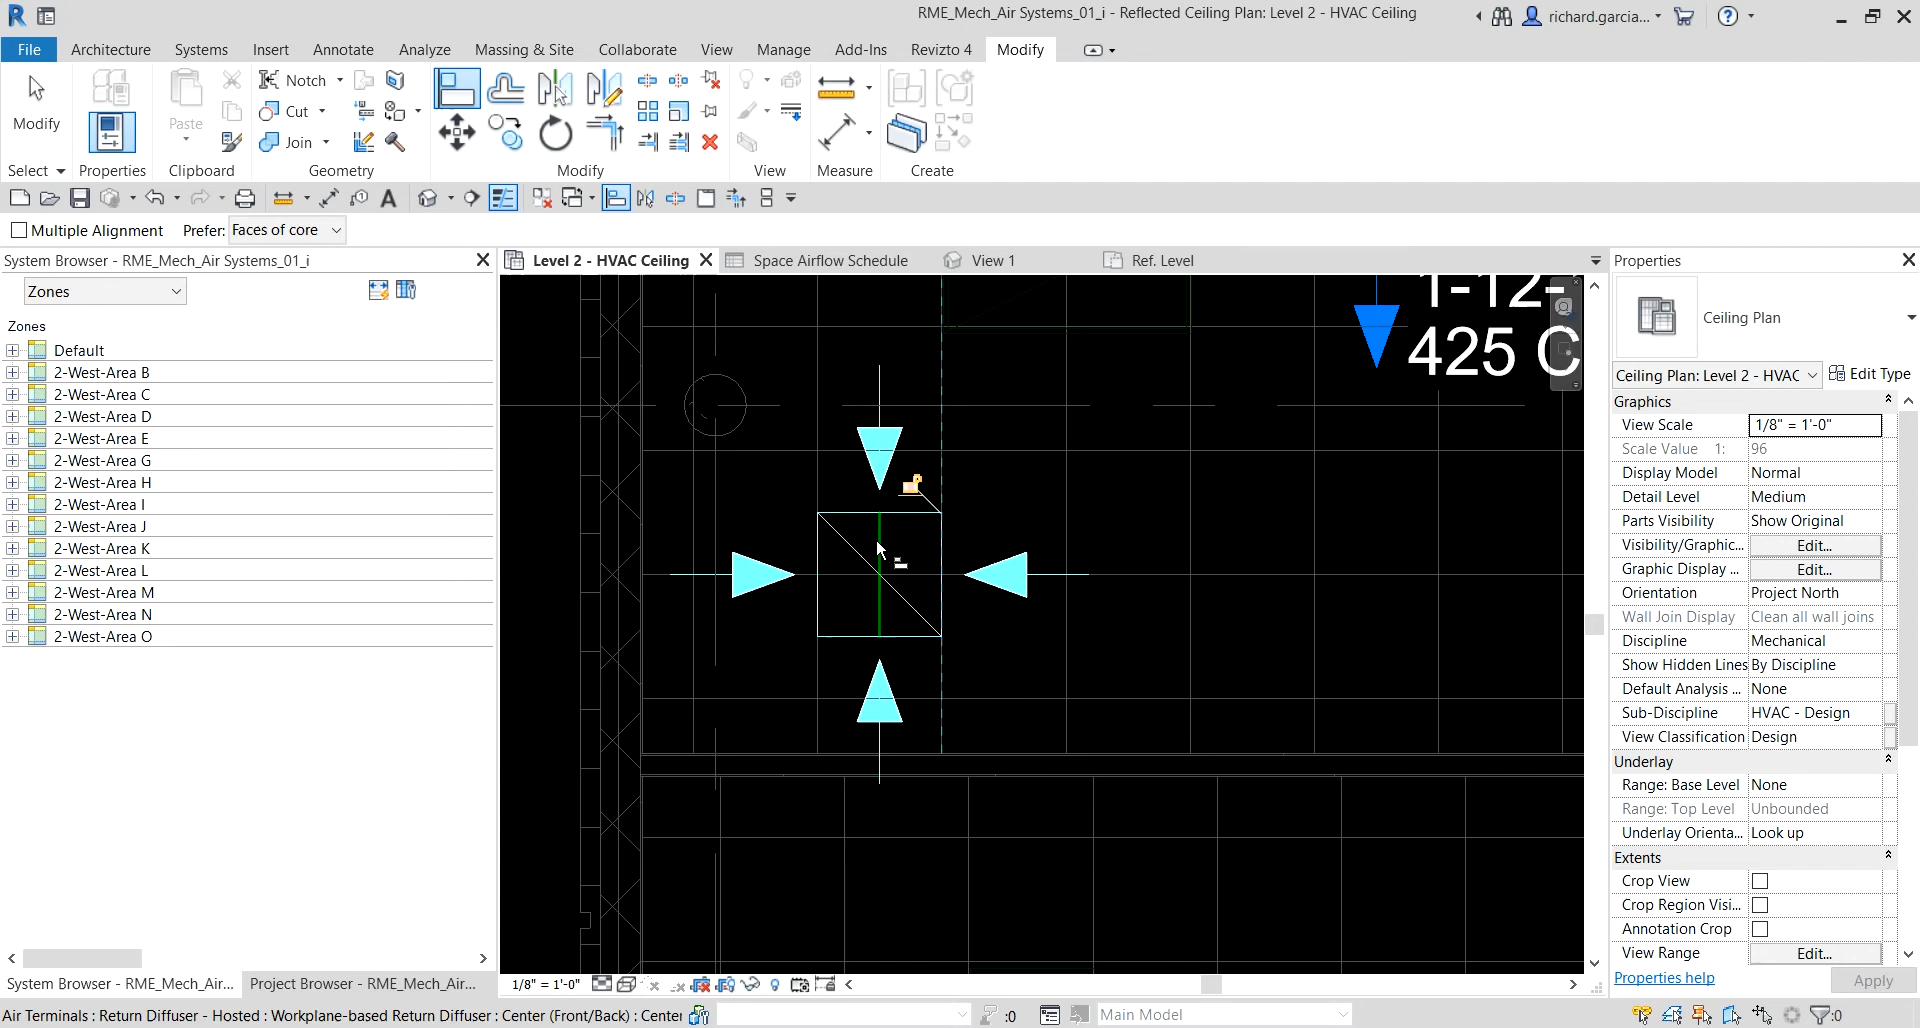 RME_Mech_Air Systems_01_i - Reflected Ceiling Plan: Level 2 - HVAC Ceiling
richard.garcia...
File Architecture Systems Insert Annotate Analyze Massing & Site Collaborate View Manage Add-Ins Revizto 4 Modify
Modify
Paste
Notch
Cut
Join
Select Properties Clipboard Geometry Modify View Measure Create
Multiple Alignment Prefer: Faces of core
System Browser - RME_Mech_Air Systems_01_i
Zones
Zones
Default
2-West-Area B
2-West-Area C
2-West-Area D
2-West-Area E
2-West-Area G
2-West-Area H
2-West-Area I
2-West-Area J
2-West-Area K
2-West-Area L
2-West-Area M
2-West-Area N
2-West-Area O
System Browser - RME_Mech_Air... Project Browser - RME_Mech_Air...
Level 2 - HVAC Ceiling Space Airflow Schedule View 1 Ref. Level
1-12-
425 C
1/8" = 1'-0"
Properties
Ceiling Plan
Ceiling Plan: Level 2 - HVAC Edit Type
Graphics
View Scale 1/8" = 1'-0"
Scale Value 1: 96
Display Model Normal
Detail Level Medium
Parts Visibility Show Original
Visibility/Graphic... Edit...
Graphic Display ... Edit...
Orientation Project North
Wall Join Display Clean all wall joins
Discipline Mechanical
Show Hidden Lines By Discipline
Default Analysis ... None
Sub-Discipline HVAC - Design
View Classification Design
Underlay
Range: Base Level None
Range: Top Level Unbounded
Underlay Orienta... Look up
Extents
Crop View
Crop Region Visi...
Annotation Crop
View Range Edit...
Properties help Apply
Air Terminals : Return Diffuser - Hosted : Workplane-based Return Diffuser : Center (Front/Back) : Center :0 Main Model :0